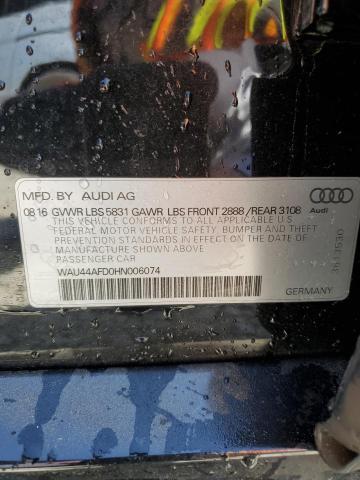 MFD. BY AUDI AG
08 16 GVWR LBS 5831 GAWR LBS FRONT 2888 /REAR 3108
THIS VEHICLE CONFORMS TO ALL APPLICABLE U.S.
FEDERAL MOTOR VEHICLE SAFETY, BUMPER AND THEFT
PREVENTION STANDARDS IN EFFECT ON THE DATE OF
MANUFACTURE SHOWN ABOVE.
PASSENGER CAR
WAU44AFD0HN006074
Audi
GERMANY